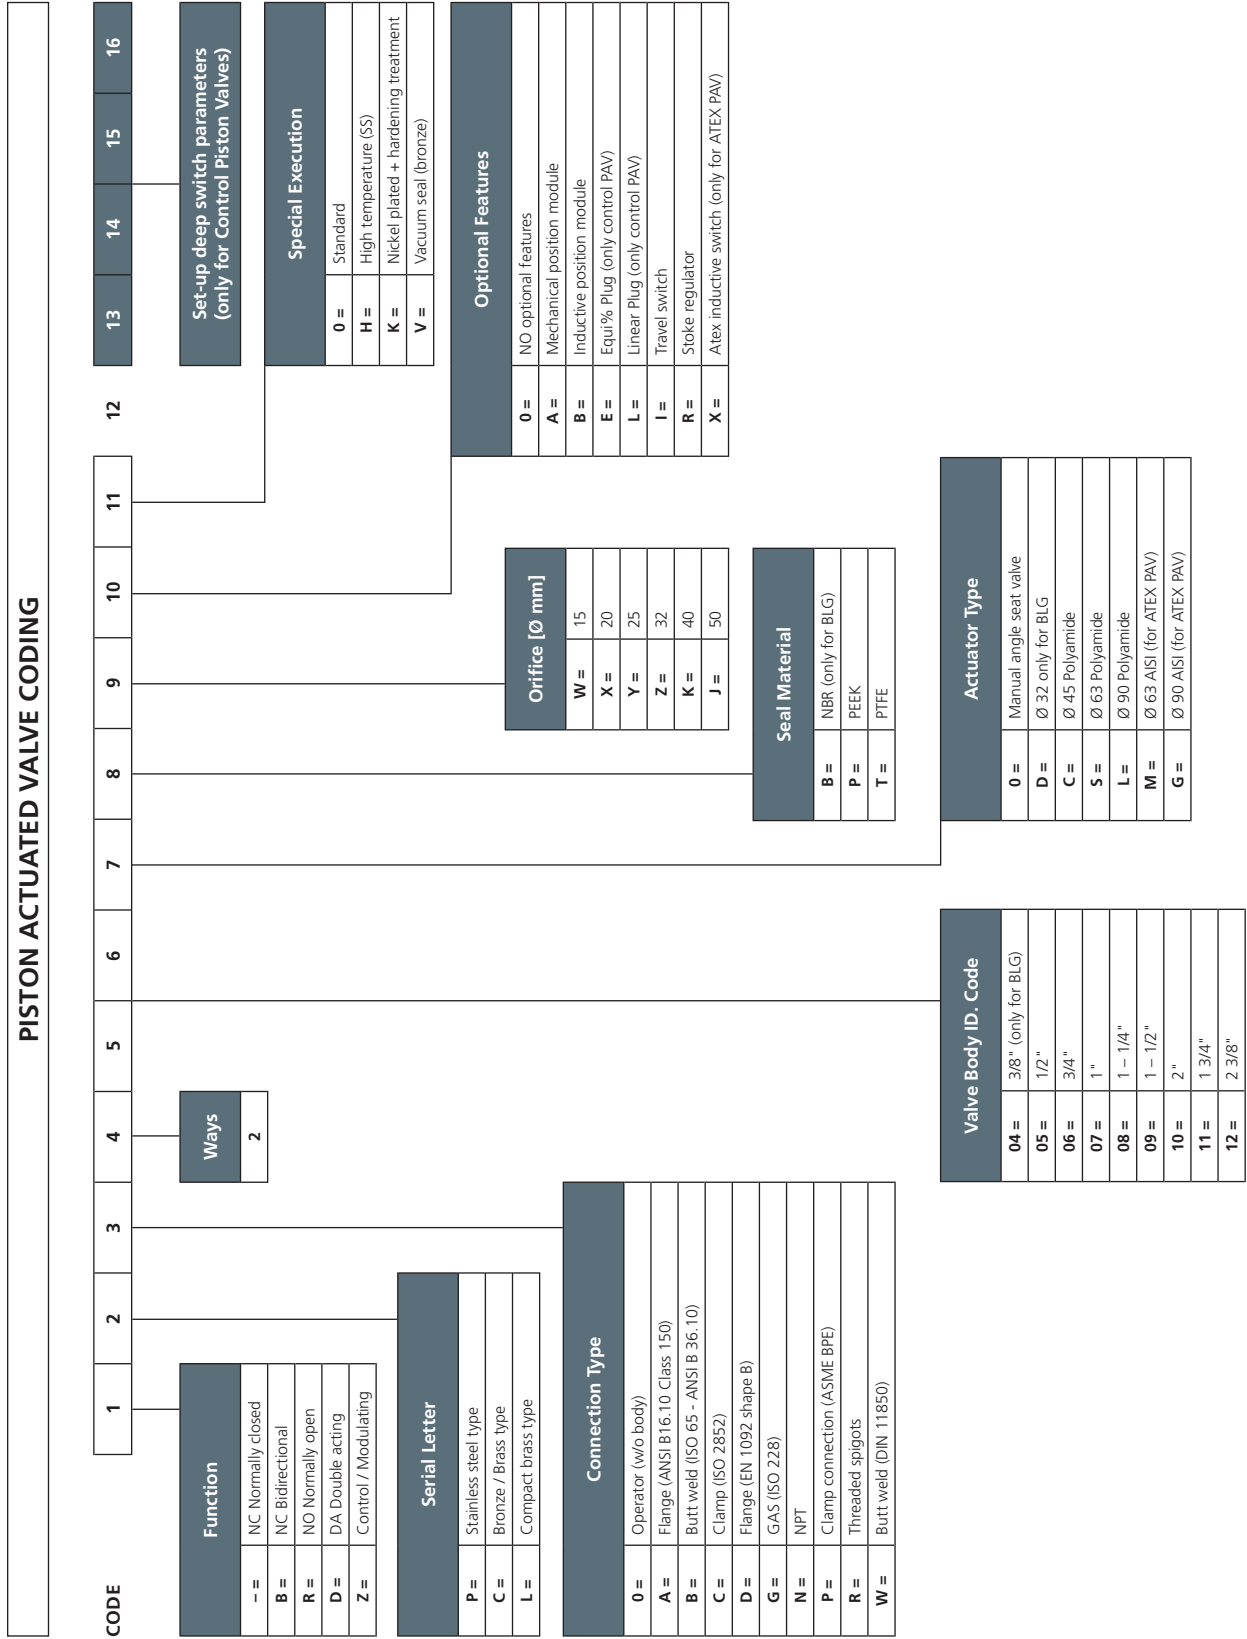 PISTON ACTUATED VALVE CODING
CODE 1 2 3 4 5 6 7 8 9 10 11 12 13 14 15 16
Function
– = NC Normally closed
B = NC Bidirectional
R = NO Normally open
D = DA Double acting
Z = Control / Modulating
Serial Letter
P = Stainless steel type
C = Bronze / Brass type
L = Compact brass type
Connection Type
0 = Operator (w/o body)
A = Flange (ANSI B16.10 Class 150)
B = Butt weld (ISO 65 - ANSI B 36.10)
C = Clamp (ISO 2852)
D = Flange (EN 1092 shape B)
G = GAS (ISO 228)
N = NPT
P = Clamp connection (ASME BPE)
R = Threaded spigots
W = Butt weld (DIN 11850)
Ways
2
Valve Body ID. Code
04 = 3/8" (only for BLG)
05 = 1/2"
06 = 3/4"
07 = 1"
08 = 1 – 1/4"
09 = 1 – 1/2"
10 = 2"
11 = 1 3/4"
12 = 2 3/8"
Actuator Type
0 = Manual angle seat valve
D = Ø 32 only for BLG
C = Ø 45 Polyamide
S = Ø 63 Polyamide
L = Ø 90 Polyamide
M = Ø 63 AISI (for ATEX PAV)
G = Ø 90 AISI (for ATEX PAV)
Seal Material
B = NBR (only for BLG)
P = PEEK
T = PTFE
Orifice [Ø mm]
W = 15
X = 20
Y = 25
Z = 32
K = 40
J = 50
Optional Features
0 = NO optional features
A = Mechanical position module
B = Inductive position module
E = Equi% Plug (only control PAV)
L = Linear Plug (only control PAV)
I = Travel switch
R = Stoke regulator
X = Atex inductive switch (only for ATEX PAV)
Special Execution
0 = Standard
H = High temperature (SS)
K = Nickel plated + hardening treatment
V = Vacuum seal (bronze)
Set-up deep switch parameters
(only for Control Piston Valves)